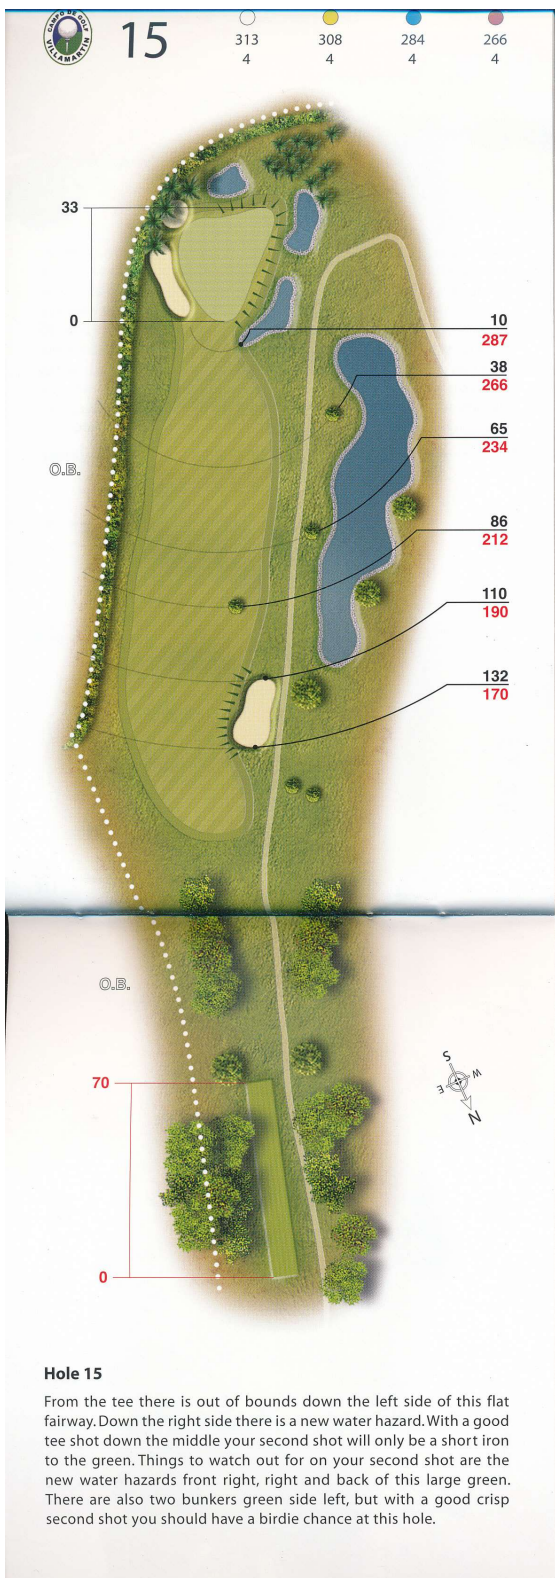 CAMPO DE GOLF
VILLAMARTIN
15
313 308 284 266
4 4 4 4
33
0
10
287
38
266
65
234
O.B.
86
212
110
190
132
170
O.B.
S
W
E
N
70
0
Hole 15
From the tee there is out of bounds down the left side of this flat
fairway. Down the right side there is a new water hazard. With a good
tee shot down the middle your second shot will only be a short iron
to the green. Things to watch out for on your second shot are the
new water hazards front right, right and back of this large green.
There are also two bunkers green side left, but with a good crisp
second shot you should have a birdie chance at this hole.